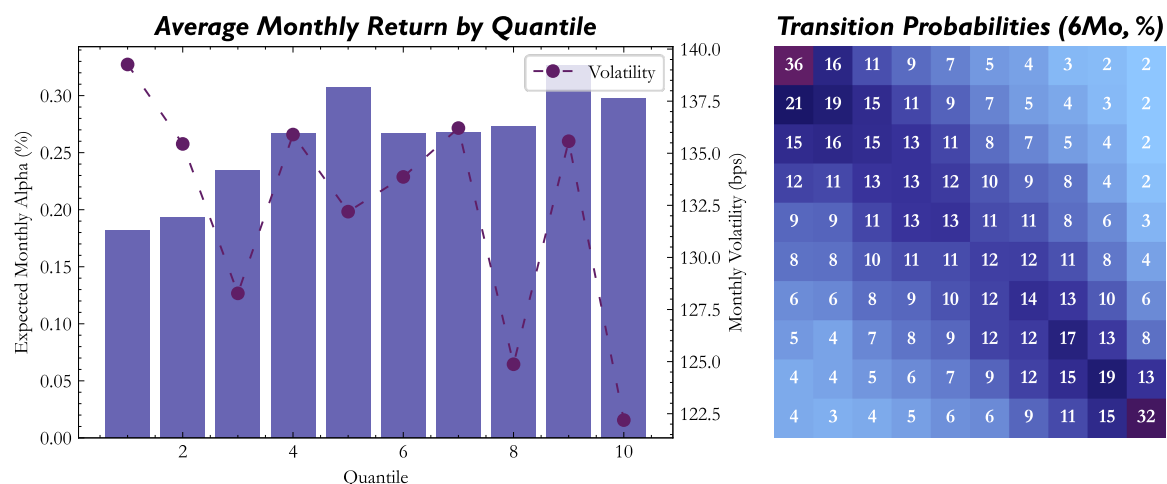 Average Monthly Return by Quantile
Expected Monthly Alpha (%)
0.30
0.25
0.20
0.15
0.10
0.05
0.00
2 4 6 8 10
Quantile
Volatility
140.0
137.5
135.0
132.5
130.0
127.5
125.0
122.5
Monthly Volatility (bps)
Transition Probabilities (6Mo, %)
36 16 11 9 7 5 4 3 2 2
21 19 15 11 9 7 5 4 3 2
15 16 15 13 11 8 7 5 4 2
12 11 13 13 12 10 9 8 4 2
9 9 11 13 13 11 11 8 6 3
8 8 10 11 11 12 12 11 8 4
6 6 8 9 10 12 14 13 10 6
5 4 7 8 9 12 12 17 13 8
4 4 5 6 7 9 12 15 19 13
4 3 4 5 6 6 9 11 15 32